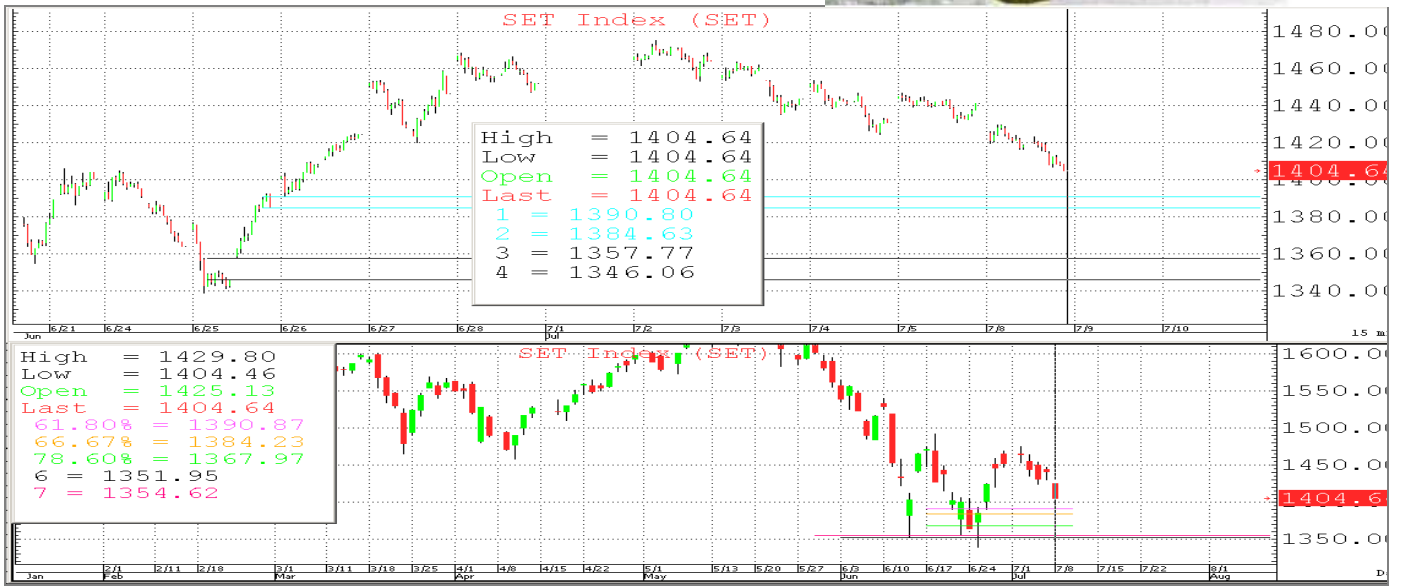 SET Index (SET)
1480.00
1460.00
1440.00
1420.00
1404.64
1400.00
1380.00
1360.00
1340.00
High = 1404.64
Low = 1404.64
Open = 1404.64
Last = 1404.64
1 = 1390.80
2 = 1384.63
3 = 1357.77
4 = 1346.06
6/21 6/24 6/25 6/26 6/27 6/28 7/1 7/2 7/3 7/4 7/5 7/8 7/9 7/10
Jun Jul 15 m
SET Index (SET)
High = 1429.80
Low = 1404.46
Open = 1425.13
Last = 1404.64
61.80% = 1390.87
66.67% = 1384.23
78.60% = 1367.97
6 = 1351.95
7 = 1354.62
1600.00
1550.00
1500.00
1450.00
1404.6
1350.00
2/1 2/11 2/18 3/1 3/11 3/18 3/25 4/1 4/8 4/15 4/22 5/1 5/13 5/20 5/27 6/3 6/10 6/17 6/24 7/1 7/8 7/15 7/22 8/1
Jan Feb Mar Apr May Jun Jul Aug D